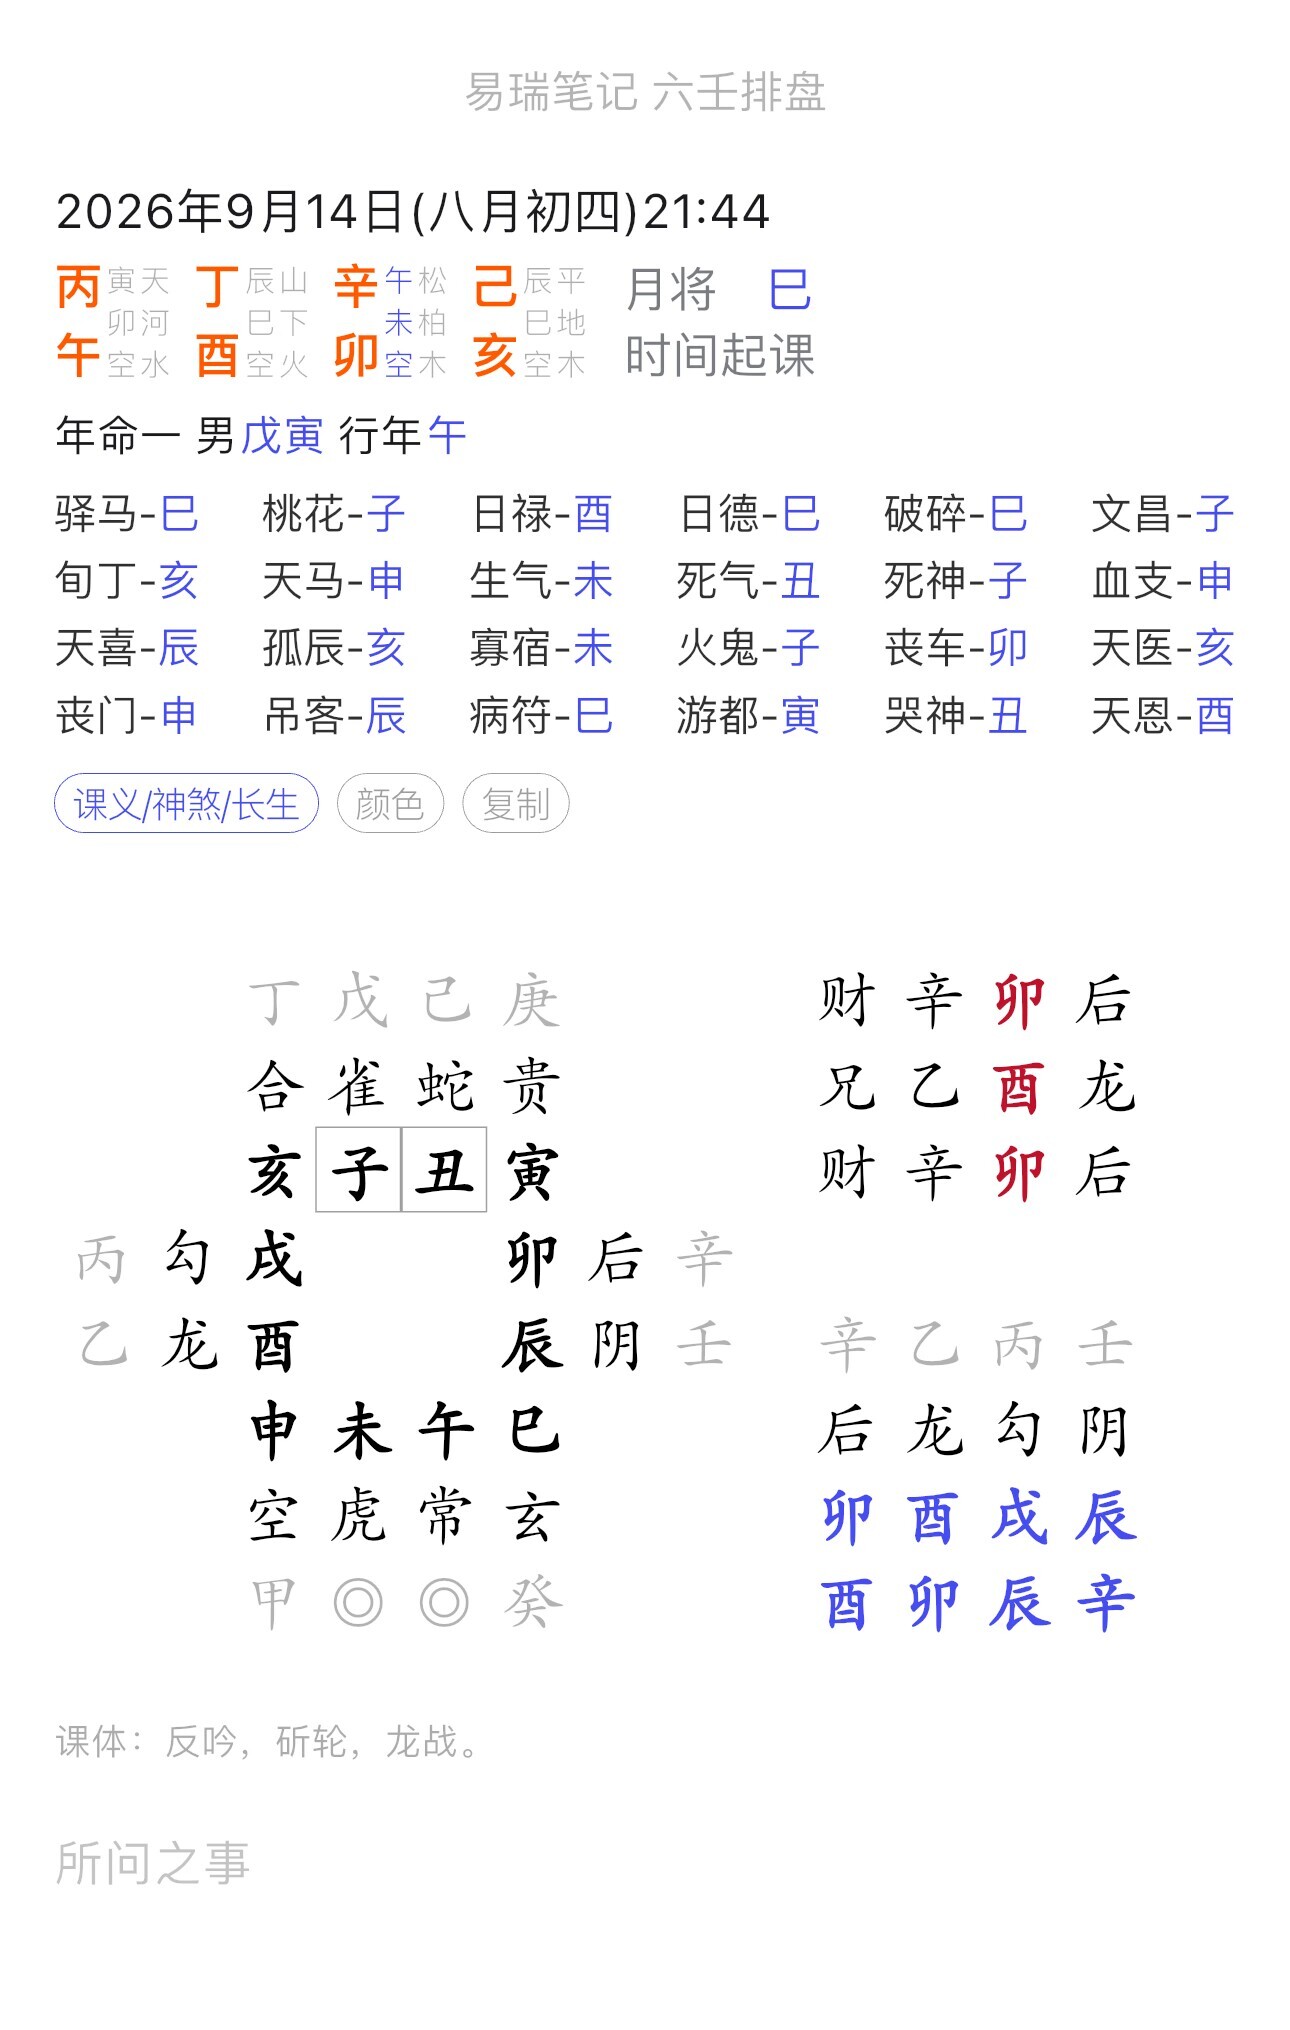 易瑞笔记 六壬排盘
2026年9月14日(八月初四)21:44
丙 寅天 丁 辰山 辛 午松 己 辰平 月将 巳
卯河 巳下 未柏 巳地
午 空水 酉 空火 卯 空木 亥 空木 时间起课
年命一 男戊寅 行年午
驿马-巳 桃花-子 日禄-酉 日德-巳 破碎-巳 文昌-子
旬丁-亥 天马-申 生气-未 死气-丑 死神-子 血支-申
天喜-辰 孤辰-亥 寡宿-未 火鬼-子 丧车-卯 天医-亥
丧门-申 吊客-辰 病符-巳 游都-寅 哭神-丑 天恩-酉
课义/神煞/长生 颜色 复制
丁 戊 己 庚 财 辛 卯 后
合 雀 蛇 贵 兄 乙 酉 龙
亥 子 丑 寅 财 辛 卯 后
丙 勾 戌 卯 后 辛
乙 龙 酉 辰 阴 壬 辛 乙 丙 壬
申 未 午 巳 后 龙 勾 阴
空 虎 常 玄 卯 酉 戌 辰
甲 ◎ ◎ 癸 酉 卯 辰 辛
课体：反吟，斫轮，龙战。
所问之事